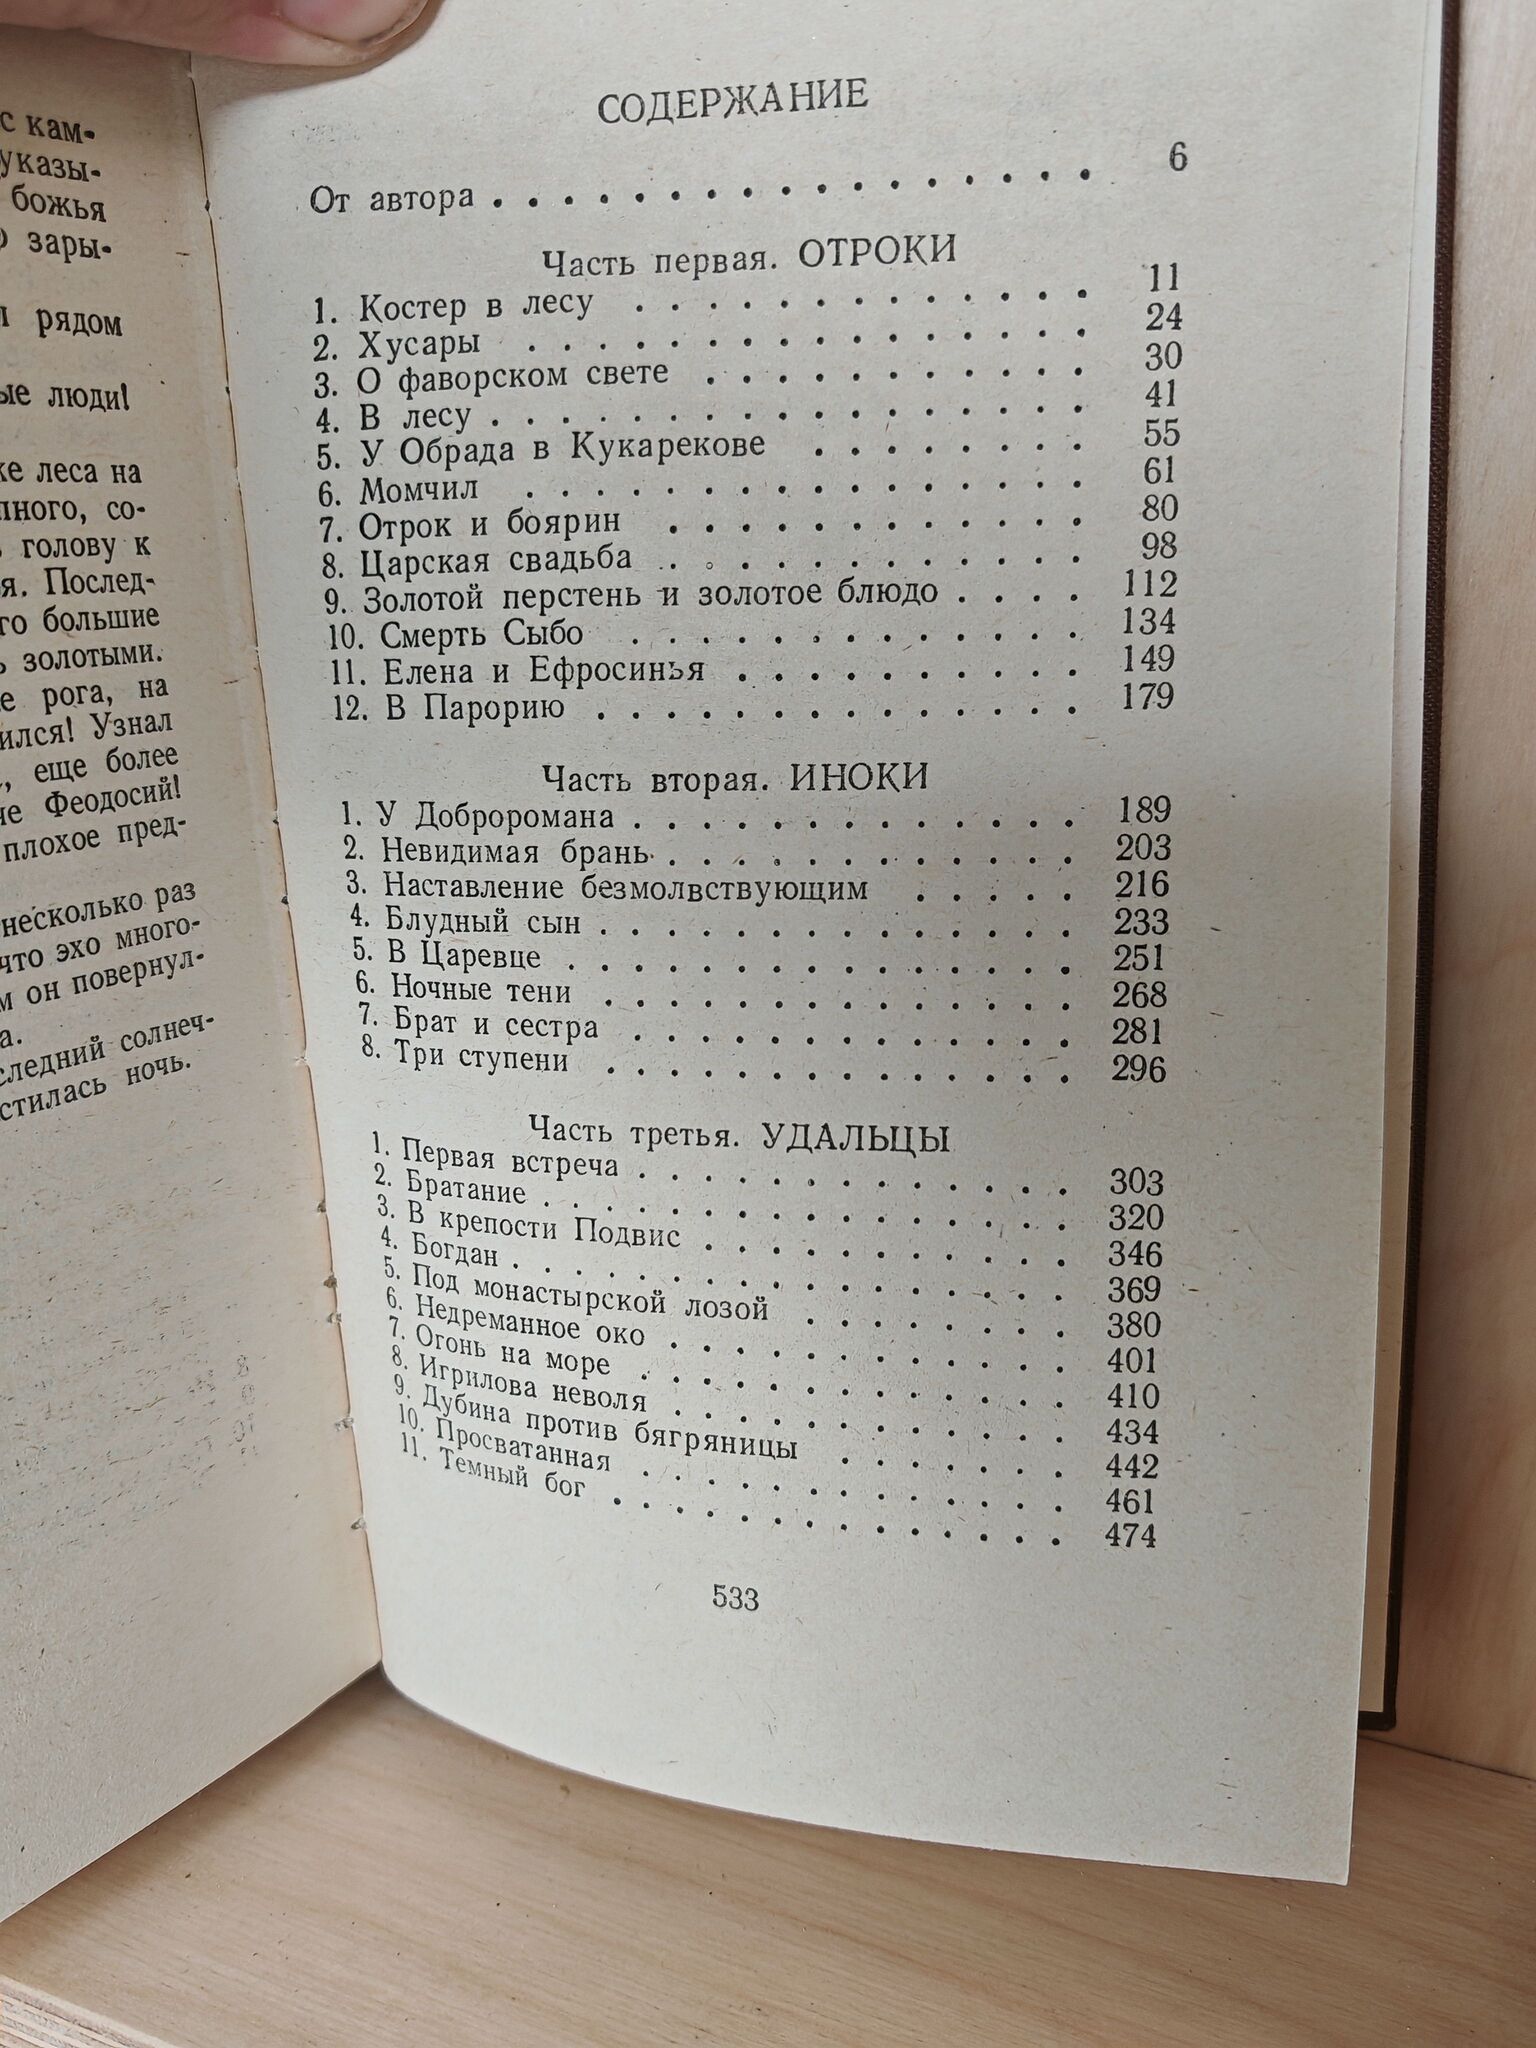 с кам-
указы-
божья
зары-
рядом
люди!
леса на
со-
голову к
Послед-
большие
золотыми.
рога, на
Узнал
еще более
Феодосий!
плохое пред-
несколько раз
что эхо много-
он повернул-
солнеч-
ночь.
СОДЕРЖАНИЕ
От автора . . . . . . . . . . . . . . . . . 6
Часть первая. ОТРОКИ
1. Костер в лесу . . . . . . . . . . . . . 11
2. Хусары . . . . . . . . . . . . . . . . 24
3. О фаворском свете . . . . . . . . . . . 30
4. В лесу . . . . . . . . . . . . . . . . . 41
5. У Обрада в Кукарекове . . . . . . . . 55
6. Момчил . . . . . . . . . . . . . . . . 61
7. Отрок и боярин . . . . . . . . . . . . 80
8. Царская свадьба . . . . . . . . . . . . 98
9. Золотой перстень и золотое блюдо . . . . 112
10. Смерть Сыбо . . . . . . . . . . . . . 134
11. Елена и Ефросинья . . . . . . . . . . 149
12. В Парорию . . . . . . . . . . . . . . 179
Часть вторая. ИНОКИ
1. У Доброромана . . . . . . . . . . . . . 189
2. Невидимая брань . . . . . . . . . . . . 203
3. Наставление безмолвствующим . . . . . 216
4. Блудный сын . . . . . . . . . . . . . . 233
5. В Царевце . . . . . . . . . . . . . . . 251
6. Ночные тени . . . . . . . . . . . . . . 268
7. Брат и сестра . . . . . . . . . . . . . 281
8. Три ступени . . . . . . . . . . . . . . 296
Часть третья. УДАЛЬЦЫ
1. Первая встреча . . . . . . . . . . . . . 303
2. Братание . . . . . . . . . . . . . . . . 320
3. В крепости Подвис . . . . . . . . . . . 346
4. Богдан . . . . . . . . . . . . . . . . . 369
5. Под монастырской лозой . . . . . . . . 380
6. Недреманное око . . . . . . . . . . . . 401
7. Огонь на море . . . . . . . . . . . . . 410
8. Игрилова неволя . . . . . . . . . . . . 434
9. Дубина против бягряницы . . . . . . . 442
10. Просватанная . . . . . . . . . . . . . 461
11. Темный бог . . . . . . . . . . . . . . 474
533